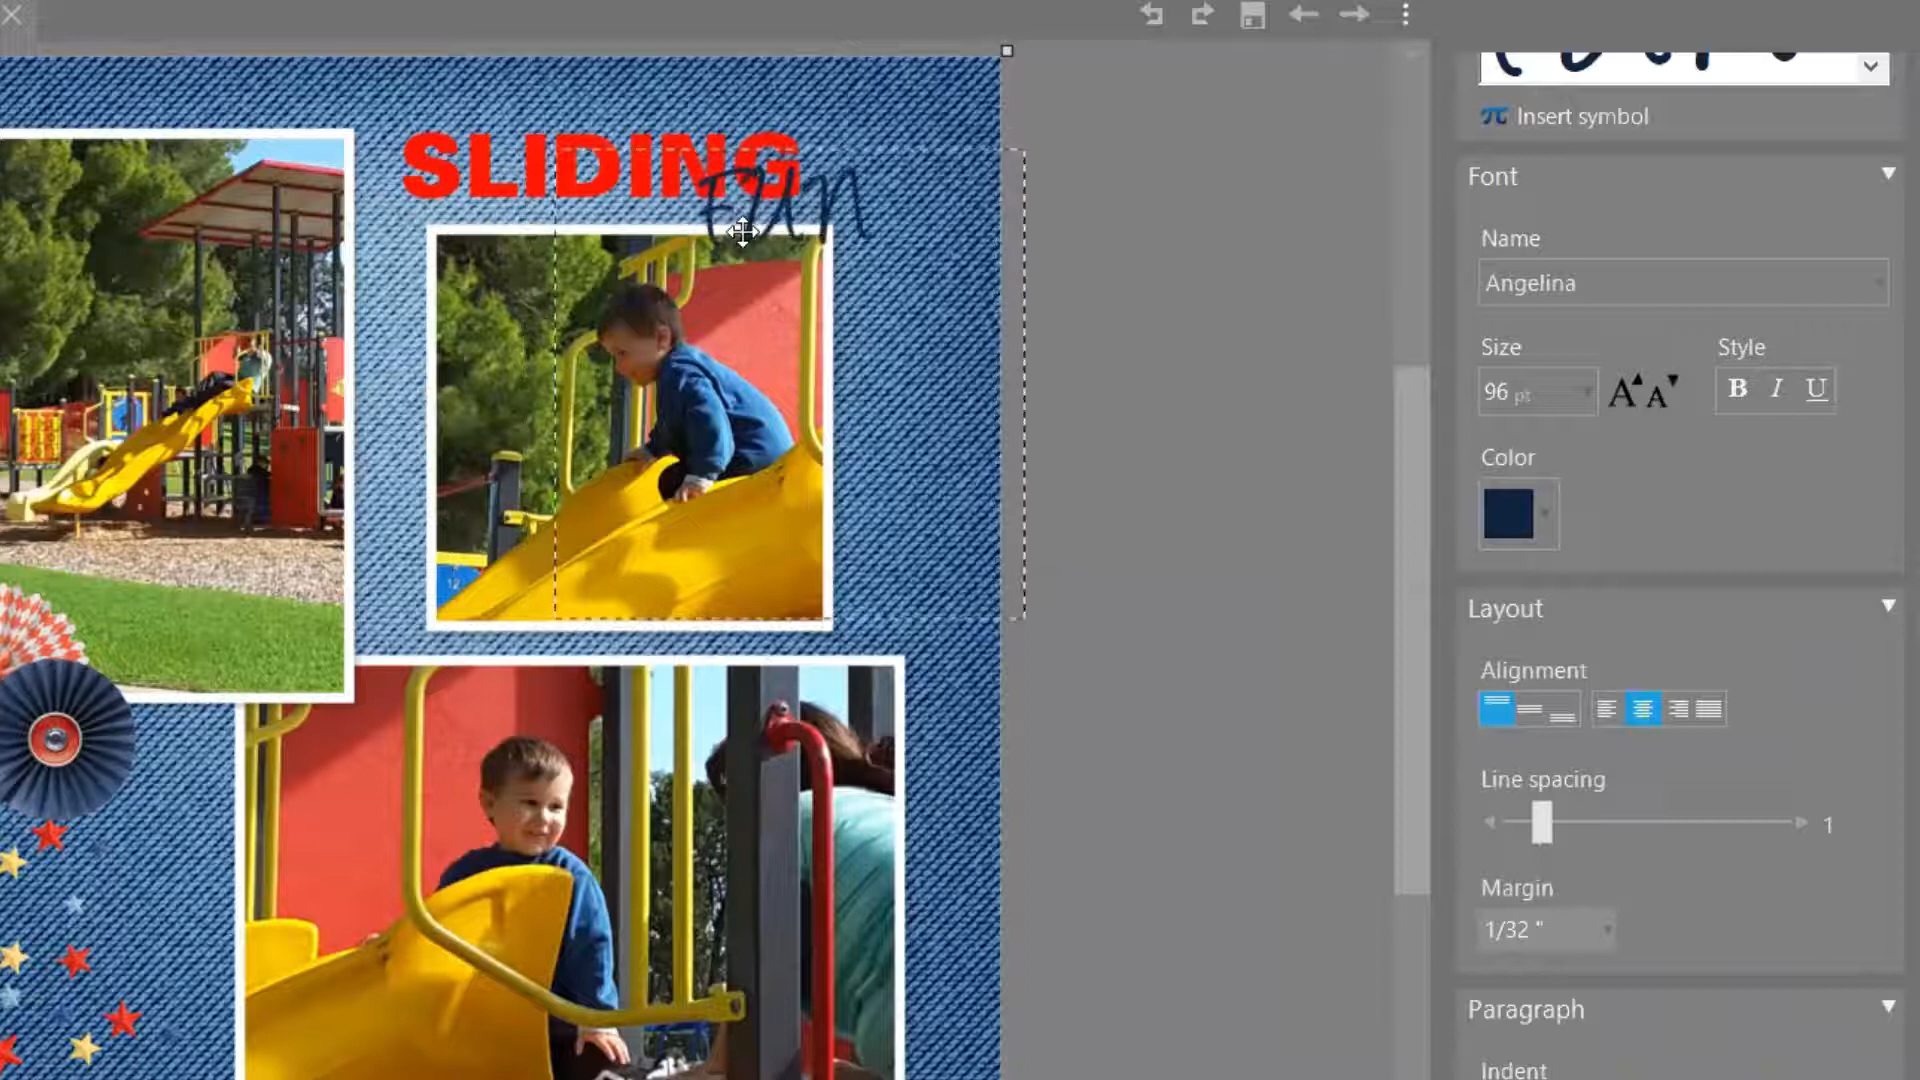 SLIDING
Fun
12
Insert symbol
Font
Name
Angelina
Size
Style
96 pt
A A
B I U
Color
Layout
Alignment
Line spacing
1
Margin
1/32 "
Paragraph
Indent